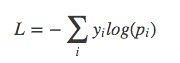 L = − ∑ᵢ yᵢlog(pᵢ)